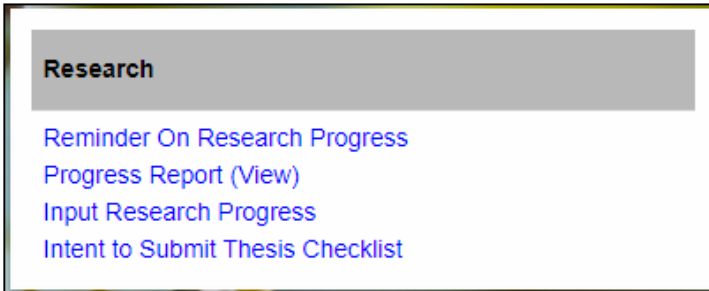 Research
Reminder On Research Progress
Progress Report (View)
Input Research Progress
Intent to Submit Thesis Checklist